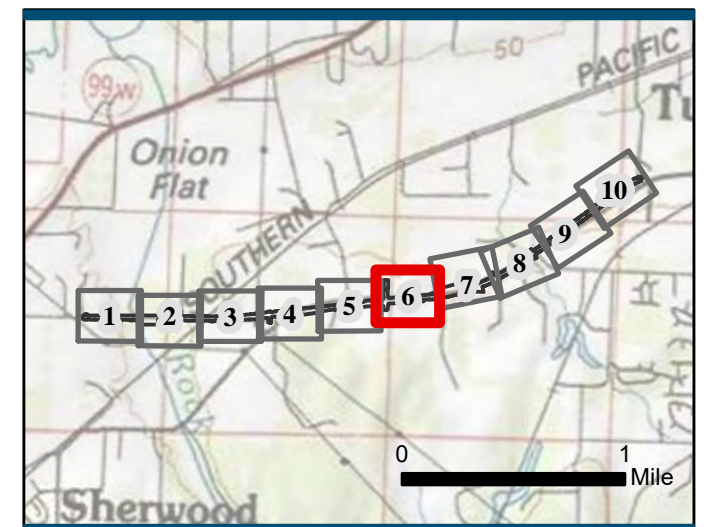 50
PACIFIC
Tu
99W
Onion
Flat
SOUTHERN
10
9
8
7
6
5
4
3
2
1
Rock
0 1
Mile
Sherwood